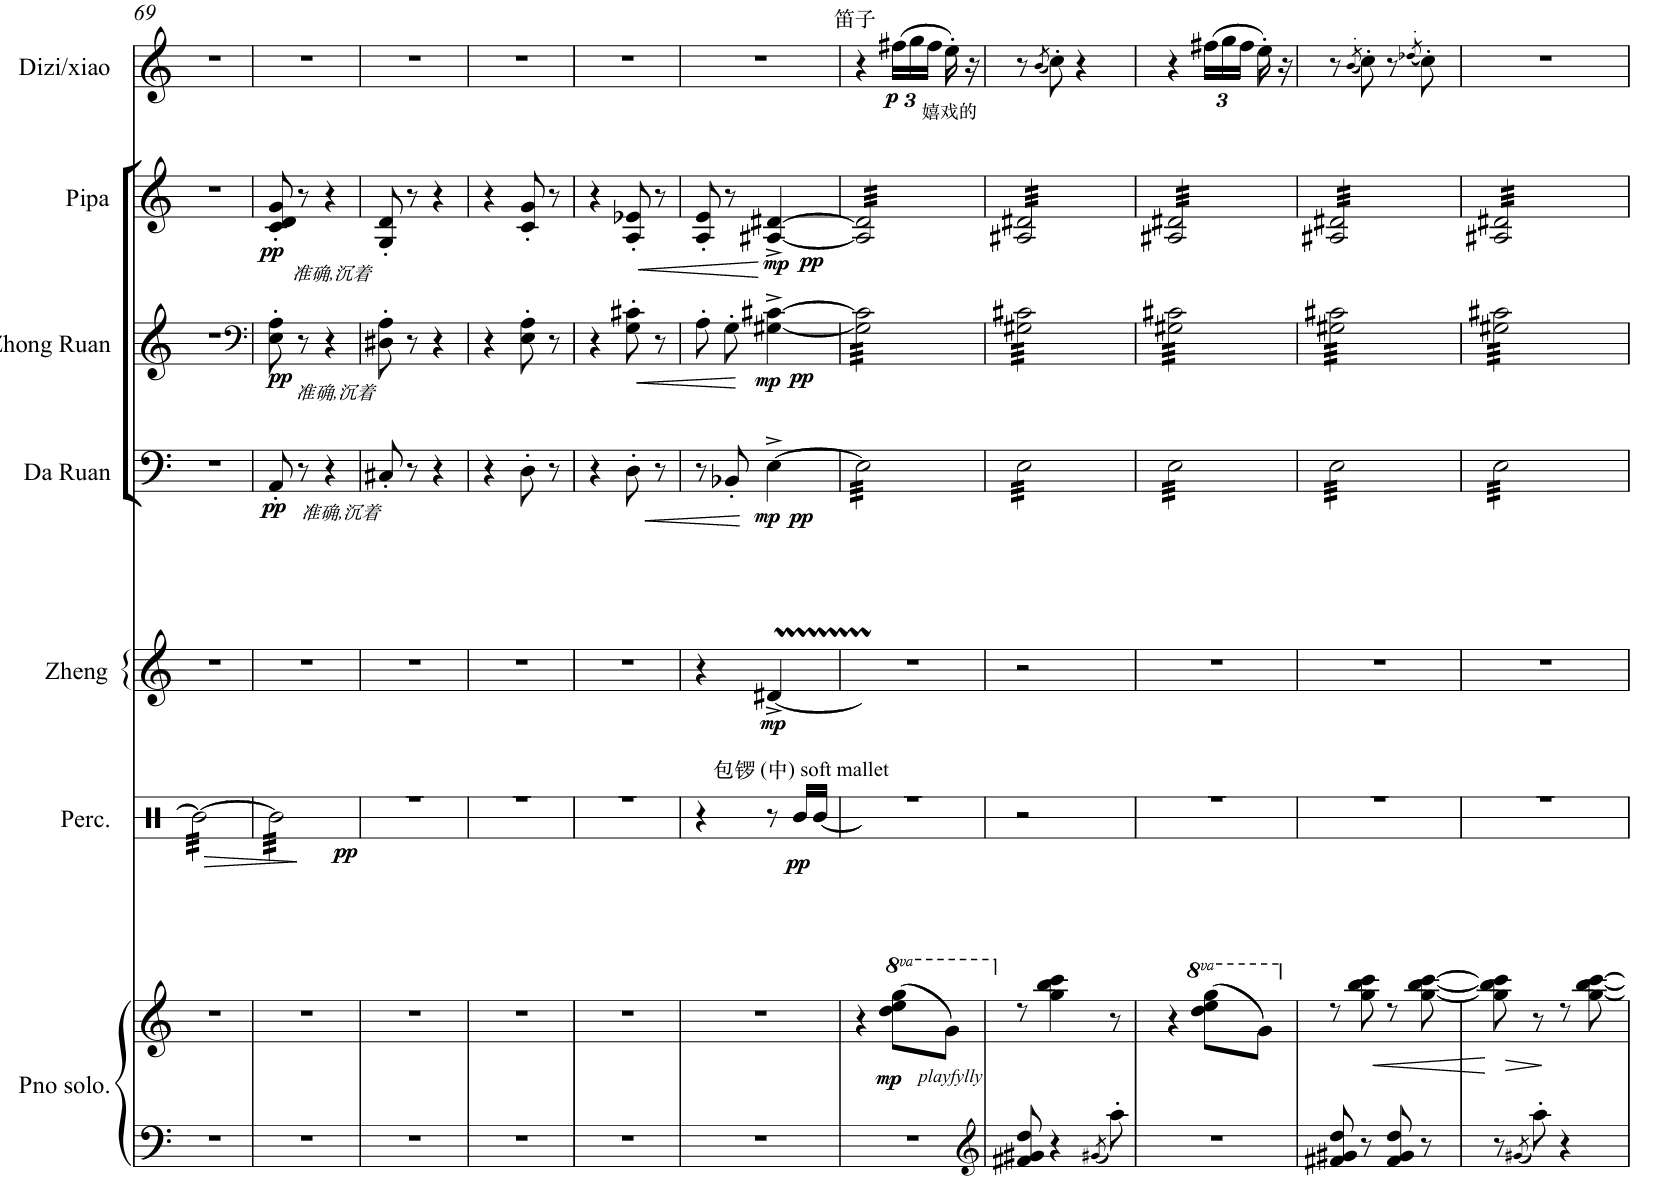 69
笛子
Dizi/xiao
p 3
3
嬉戏的
Pipa
pp
mp pp
准确,沉着
Zhong Ruan
pp
mp pp
准确,沉着
Da Ruan
pp
mp pp
准确,沉着
Zheng
mp
包锣 (中) soft mallet
Perc.
pp
pp
8va
8va
Pno solo.
mp playfylly